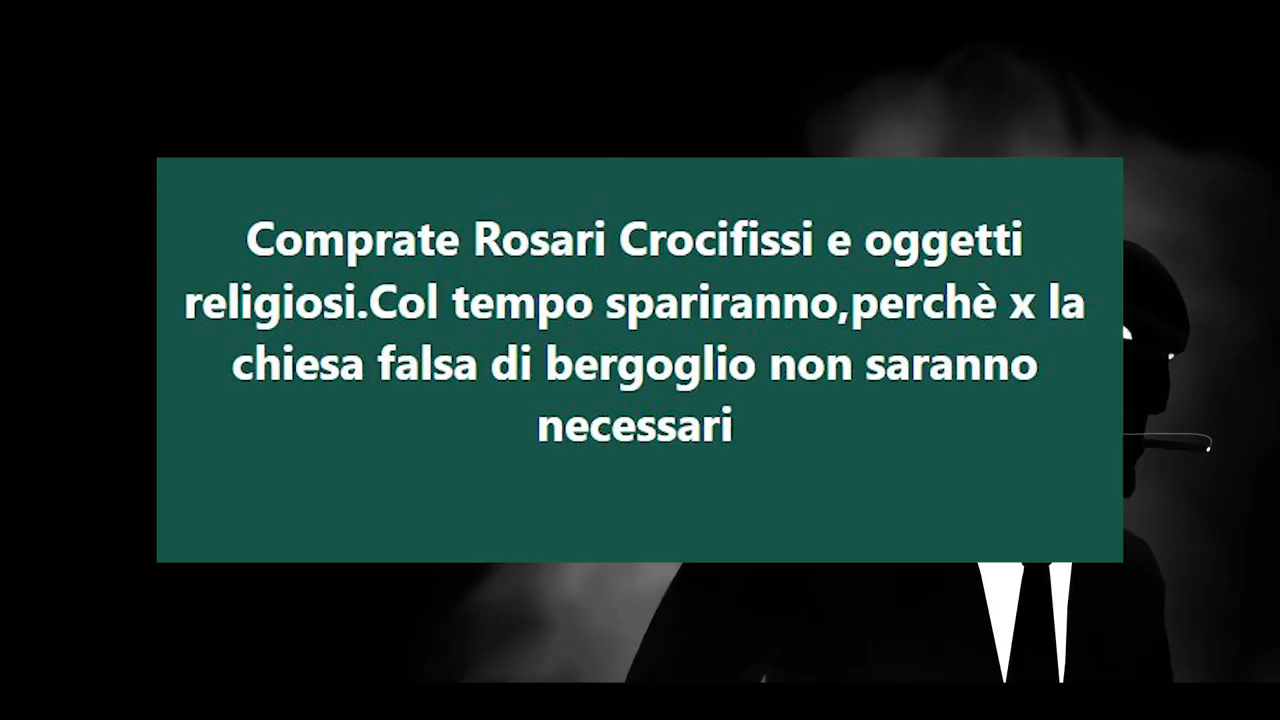 Comprate Rosari Crocifissi e oggetti
religiosi.Col tempo spariranno,perchè x la
chiesa falsa di bergoglio non saranno
necessari